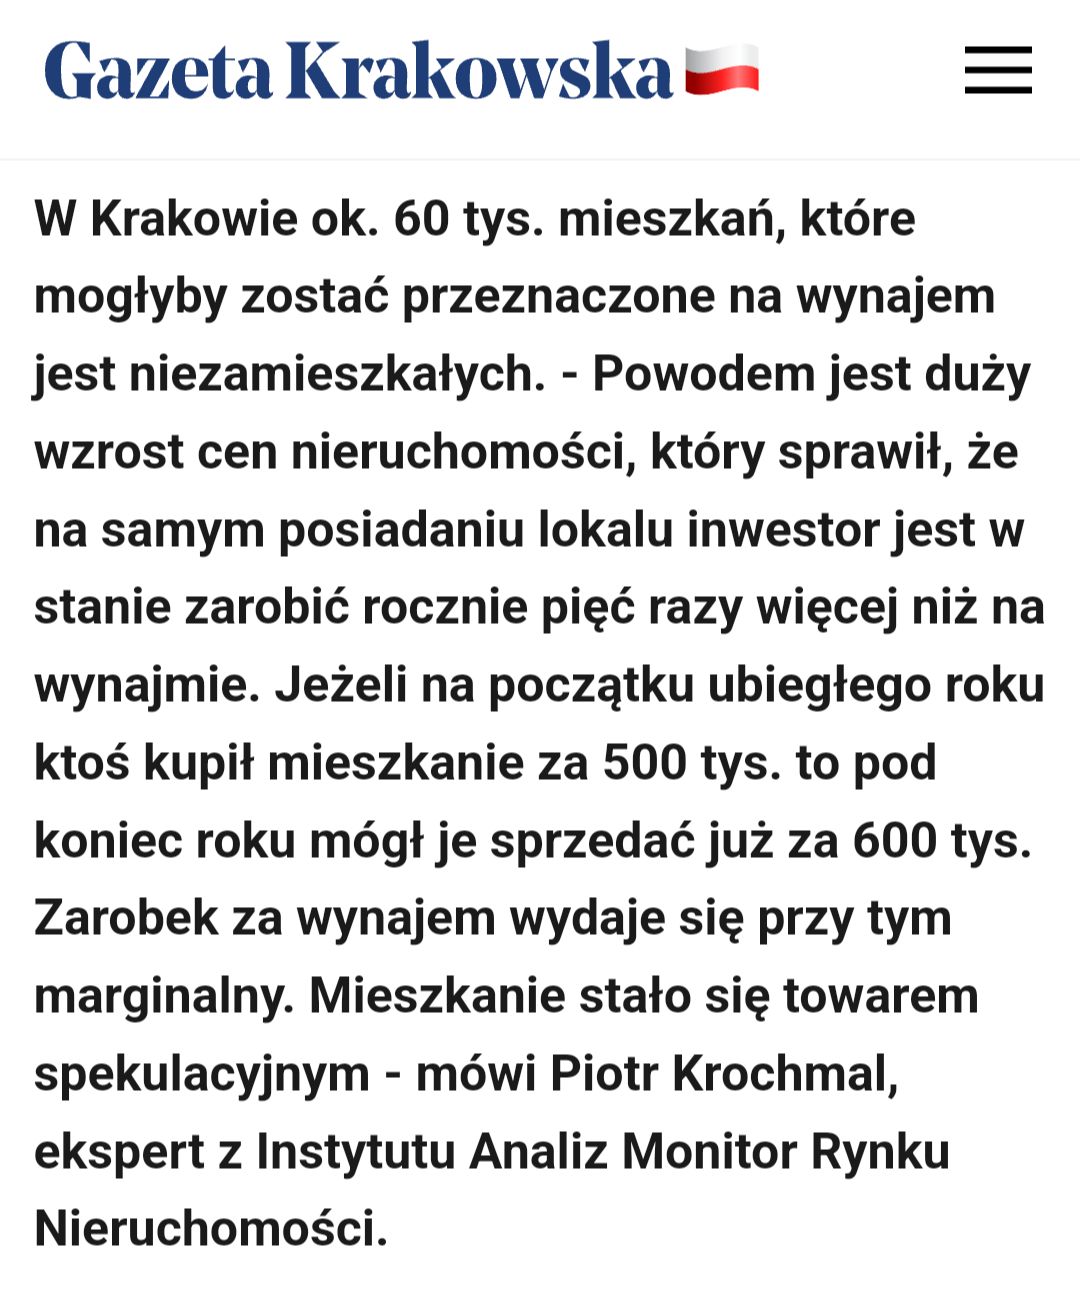 Gazeta Krakowska
W Krakowie ok. 60 tys. mieszkań, które
mogłyby zostać przeznaczone na wynajem
jest niezamieszkałych. - Powodem jest duży
wzrost cen nieruchomości, który sprawił, że
na samym posiadaniu lokalu inwestor jest w
stanie zarobić rocznie pięć razy więcej niż na
wynajmie. Jeżeli na początku ubiegłego roku
ktoś kupił mieszkanie za 500 tys. to pod
koniec roku mógł je sprzedać już za 600 tys.
Zarobek za wynajem wydaje się przy tym
marginalny. Mieszkanie stało się towarem
spekulacyjnym - mówi Piotr Krochmal,
ekspert z Instytutu Analiz Monitor Rynku
Nieruchomości.